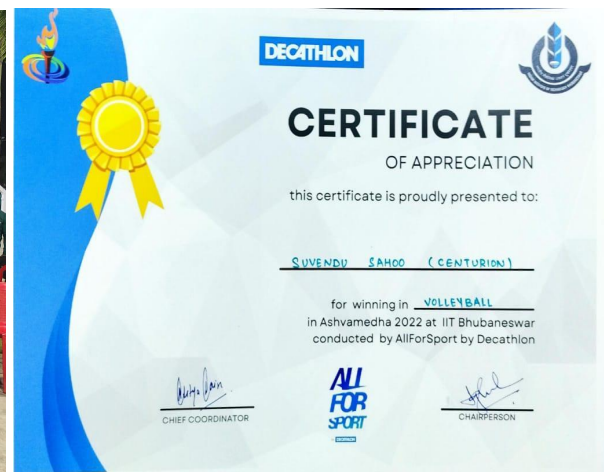 DECATHLON
CERTIFICATE
OF APPRECIATION
this certificate is proudly presented to:
SUVENDU SAHOO (CENTURION)
for winning in VOLLEYBALL
in Ashvamedha 2022 at IIT Bhubaneswar
conducted by AllForSport by Decathlon
CHIEF COORDINATOR
ALL
FOR
SPORT
DECATHLON
CHAIRPERSON